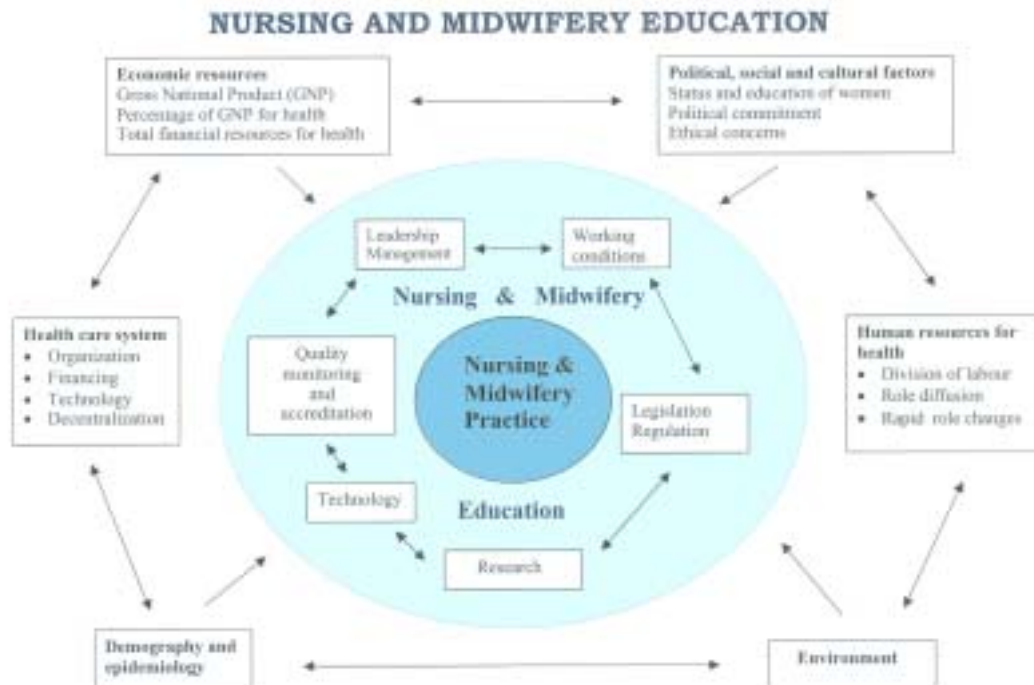 NURSING AND MIDWIFERY EDUCATION
Economic resources
Gross National Product (GNP)
Percentage of GNP for health
Total financial resources for health
Political, social and cultural factors
Status and education of women
Political commitment
Ethical concerns
Leadership
Management
Working
conditions
Nursing & Midwifery
Health care system
• Organization
• Financing
• Technology
• Decentralization
Quality
monitoring
and
accreditation
Nursing &
Midwifery
Practice
Legislation
Regulation
Human resources for
health
• Division of labour
• Role diffusion
• Rapid role changes
Technology
Education
Research
Demography and
epidemiology
Environment